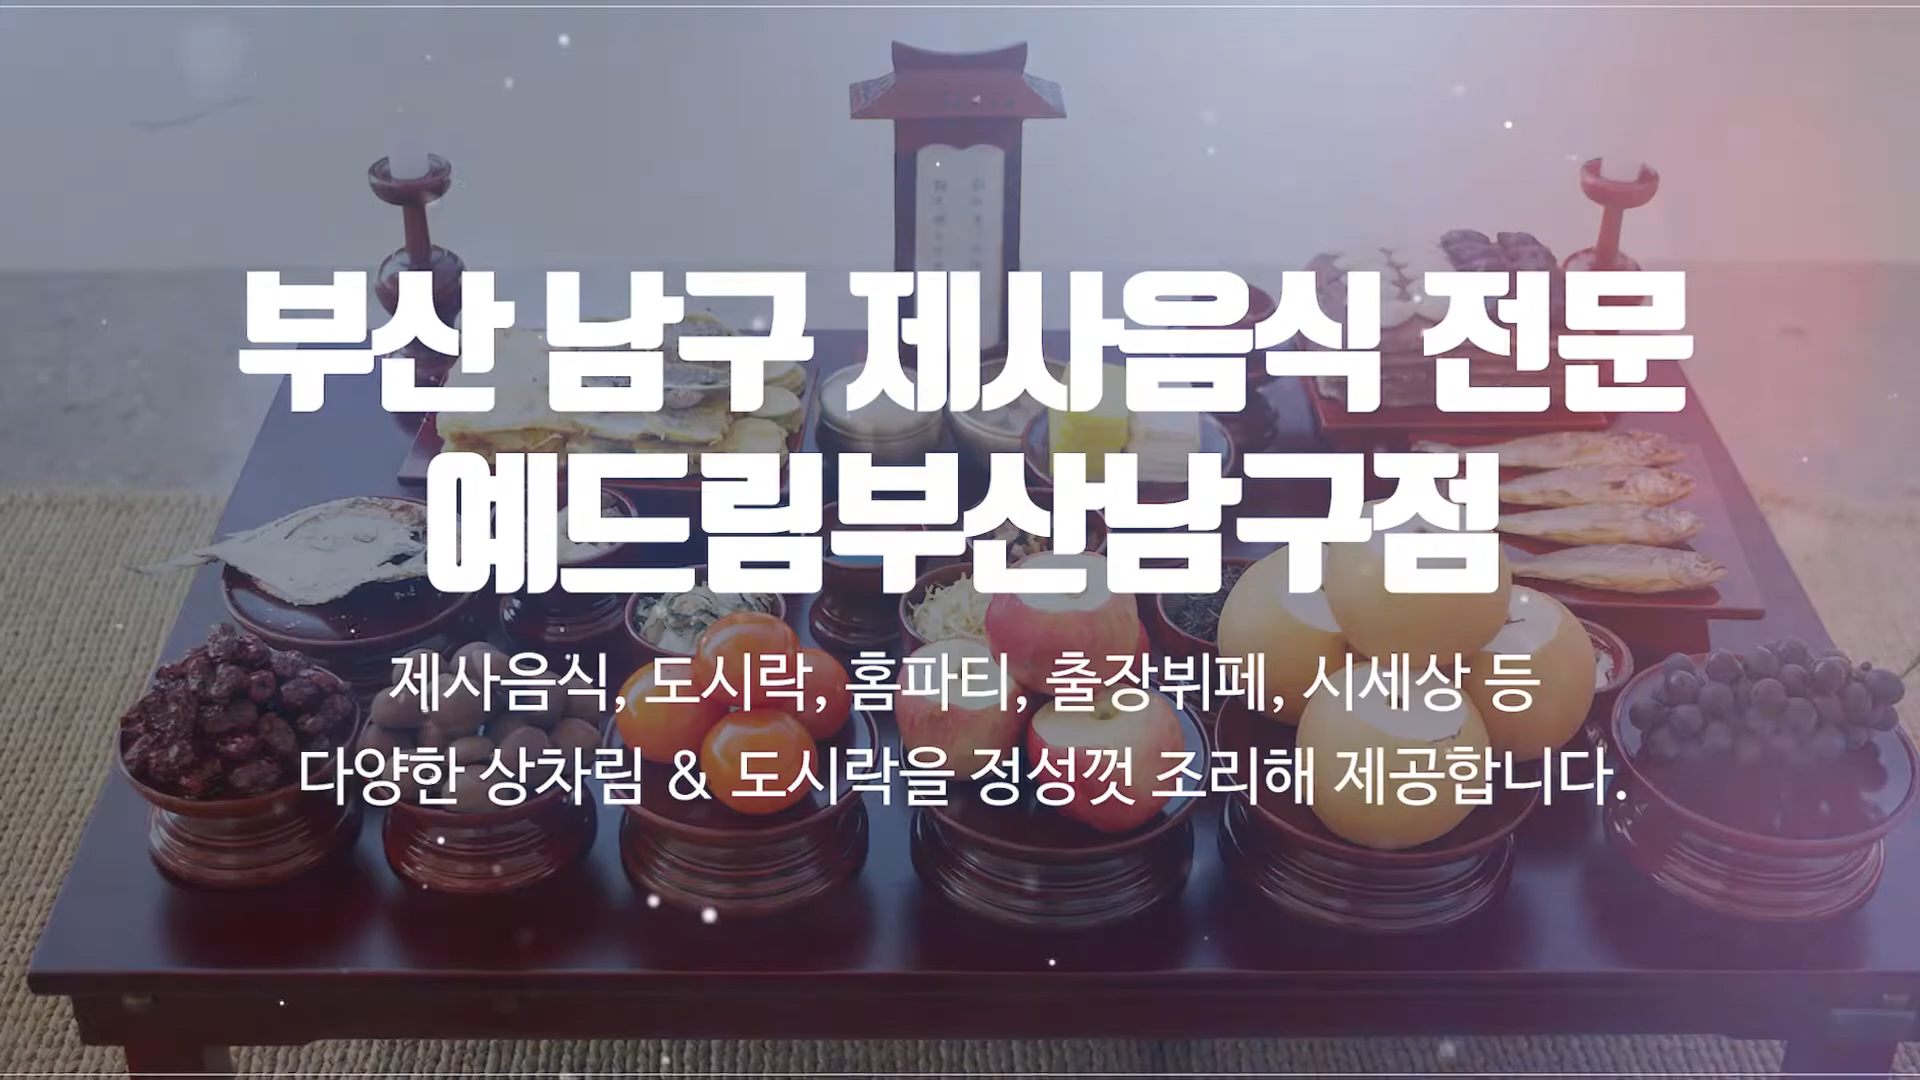 부산 남구 제사음식 전문
예드림부산남구점
제사음식, 도시락, 홈파티, 출장뷔페, 시세상 등
다양한 상차림 & 도시락을 정성껏 조리해 제공합니다.